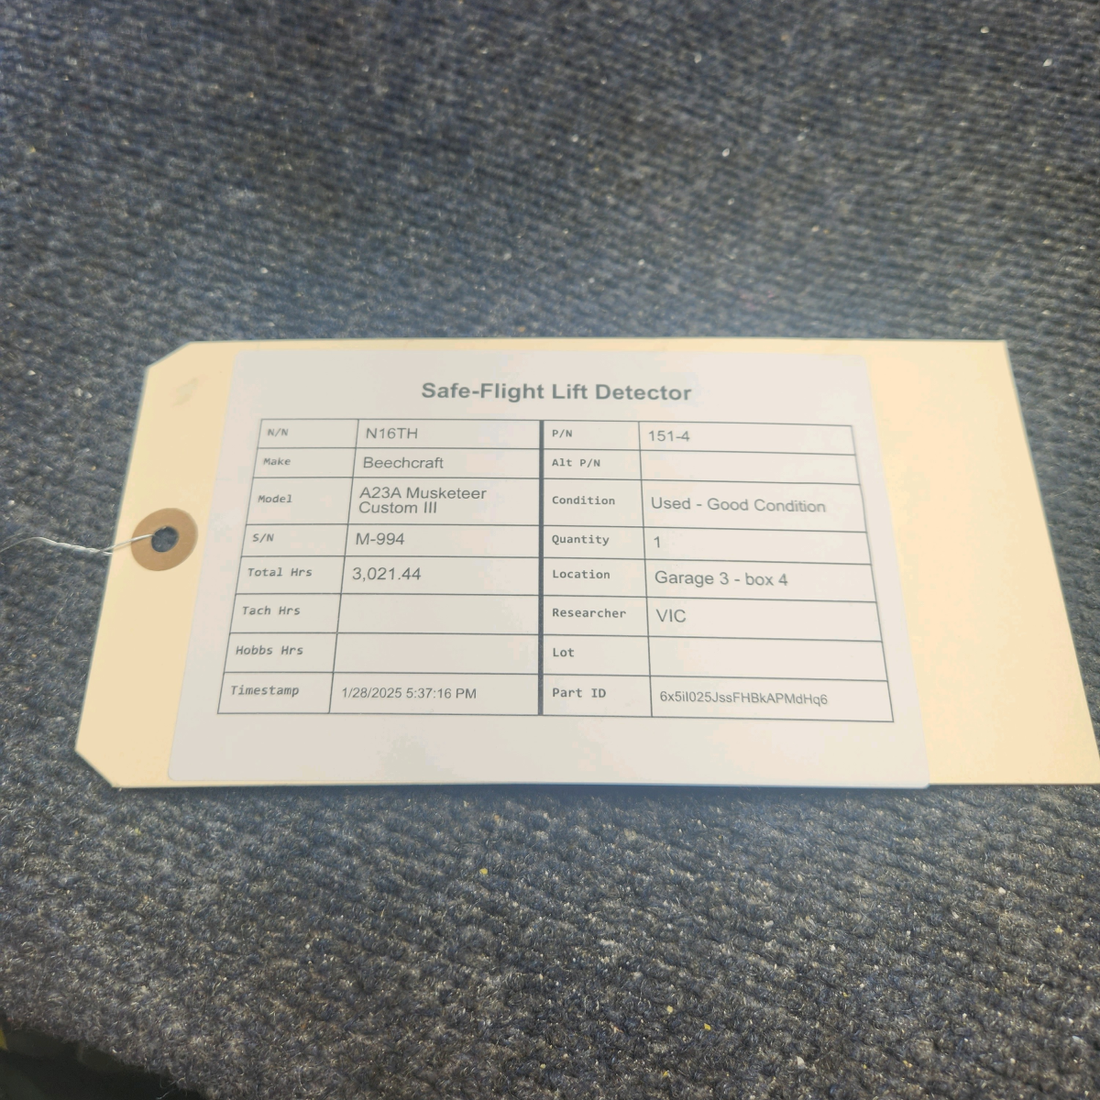 Safe-Flight Lift Detector
N/N N16TH P/N 151-4
Make Beechcraft Alt P/N
Model A23A Musketeer Custom III Condition Used - Good Condition
S/N M-994 Quantity 1
Total Hrs 3,021.44 Location Garage 3 - box 4
Tach Hrs Researcher VIC
Hobbs Hrs Lot
Timestamp 1/28/2025 5:37:16 PM Part ID 6x5iI025JssFHBkAPMdHq6